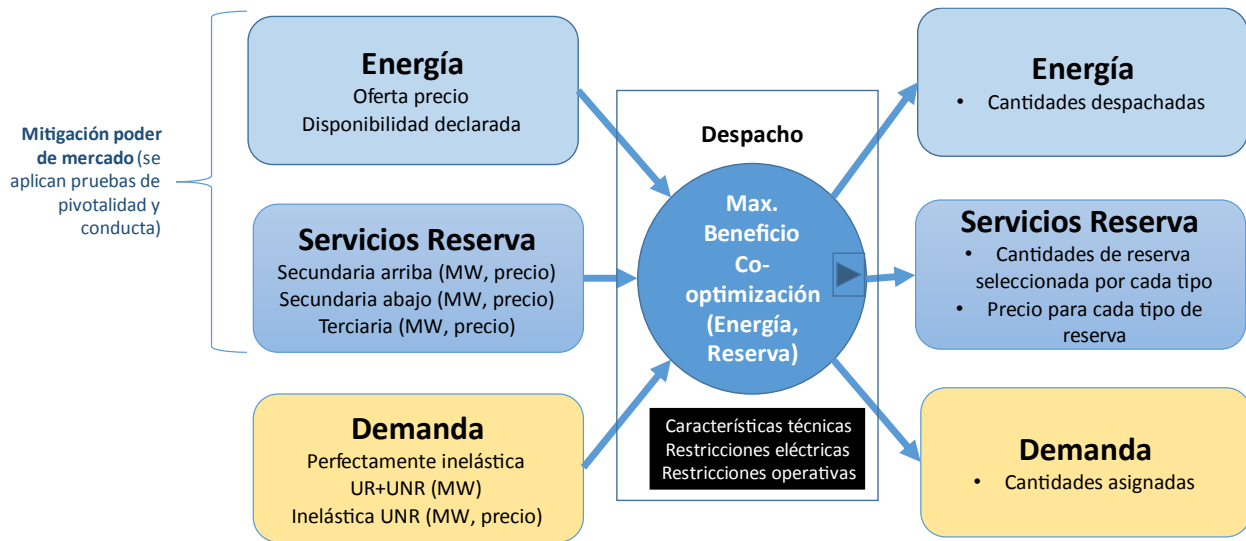 Mitigación poder
de mercado (se
aplican pruebas de
pivotalidad y
conducta)
Energía
Oferta precio
Disponibilidad declarada
Servicios Reserva
Secundaria arriba (MW, precio)
Secundaria abajo (MW, precio)
Terciaria (MW, precio)
Demanda
Perfectamente inelástica
UR+UNR (MW)
Inelástica UNR (MW, precio)
Despacho
Max.
Beneficio
Co-
optimización
(Energía,
Reserva)
Características técnicas
Restricciones eléctricas
Restricciones operativas
Energía
• Cantidades despachadas
Servicios Reserva
• Cantidades de reserva
seleccionada por cada tipo
• Precio para cada tipo de
reserva
Demanda
• Cantidades asignadas